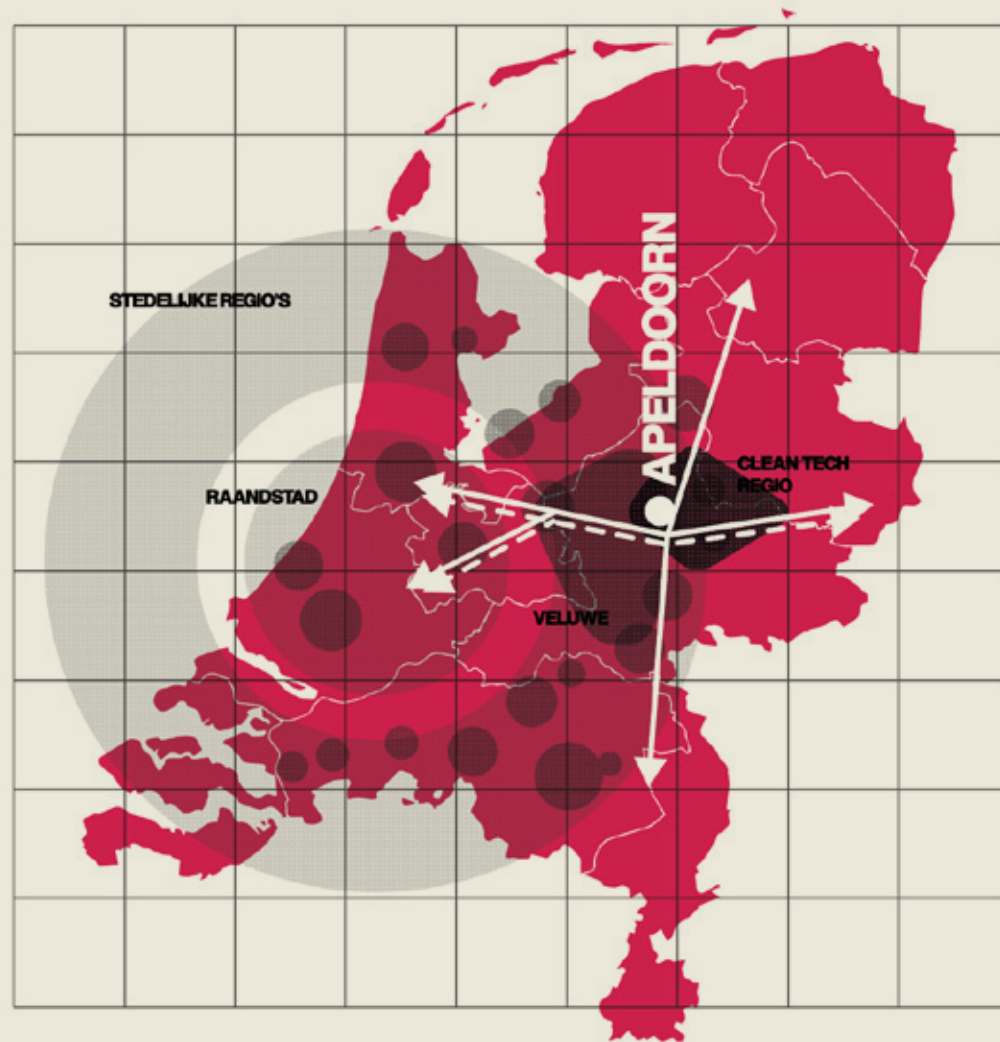 STEDELIJKE REGIO'S
APELDOORN
CLEAN TECH
REGIO
RAANDSTAD
VELUWE